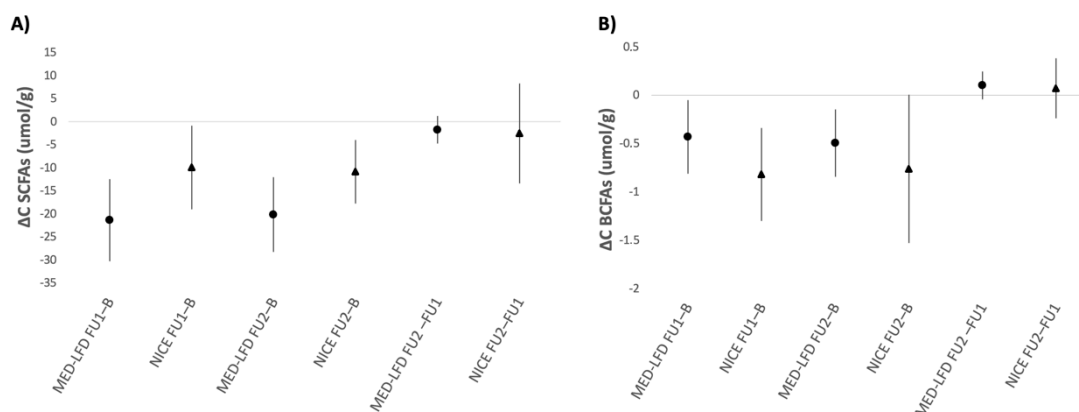 A)
ΔC SCFAs (umol/g)
15
10
5
0
-5
-10
-15
-20
-25
-30
-35
MED-LFD FU1–B
NICE FU1–B
MED-LFD FU2–B
NICE FU2–B
MED-LFD FU2 –FU1
NICE FU2–FU1
B)
ΔC BCFAs (umol/g)
0.5
0
-0.5
-1
-1.5
-2
MED-LFD FU1–B
NICE FU1–B
MED-LFD FU2–B
NICE FU2–B
MED-LFD FU2 –FU1
NICE FU2–FU1